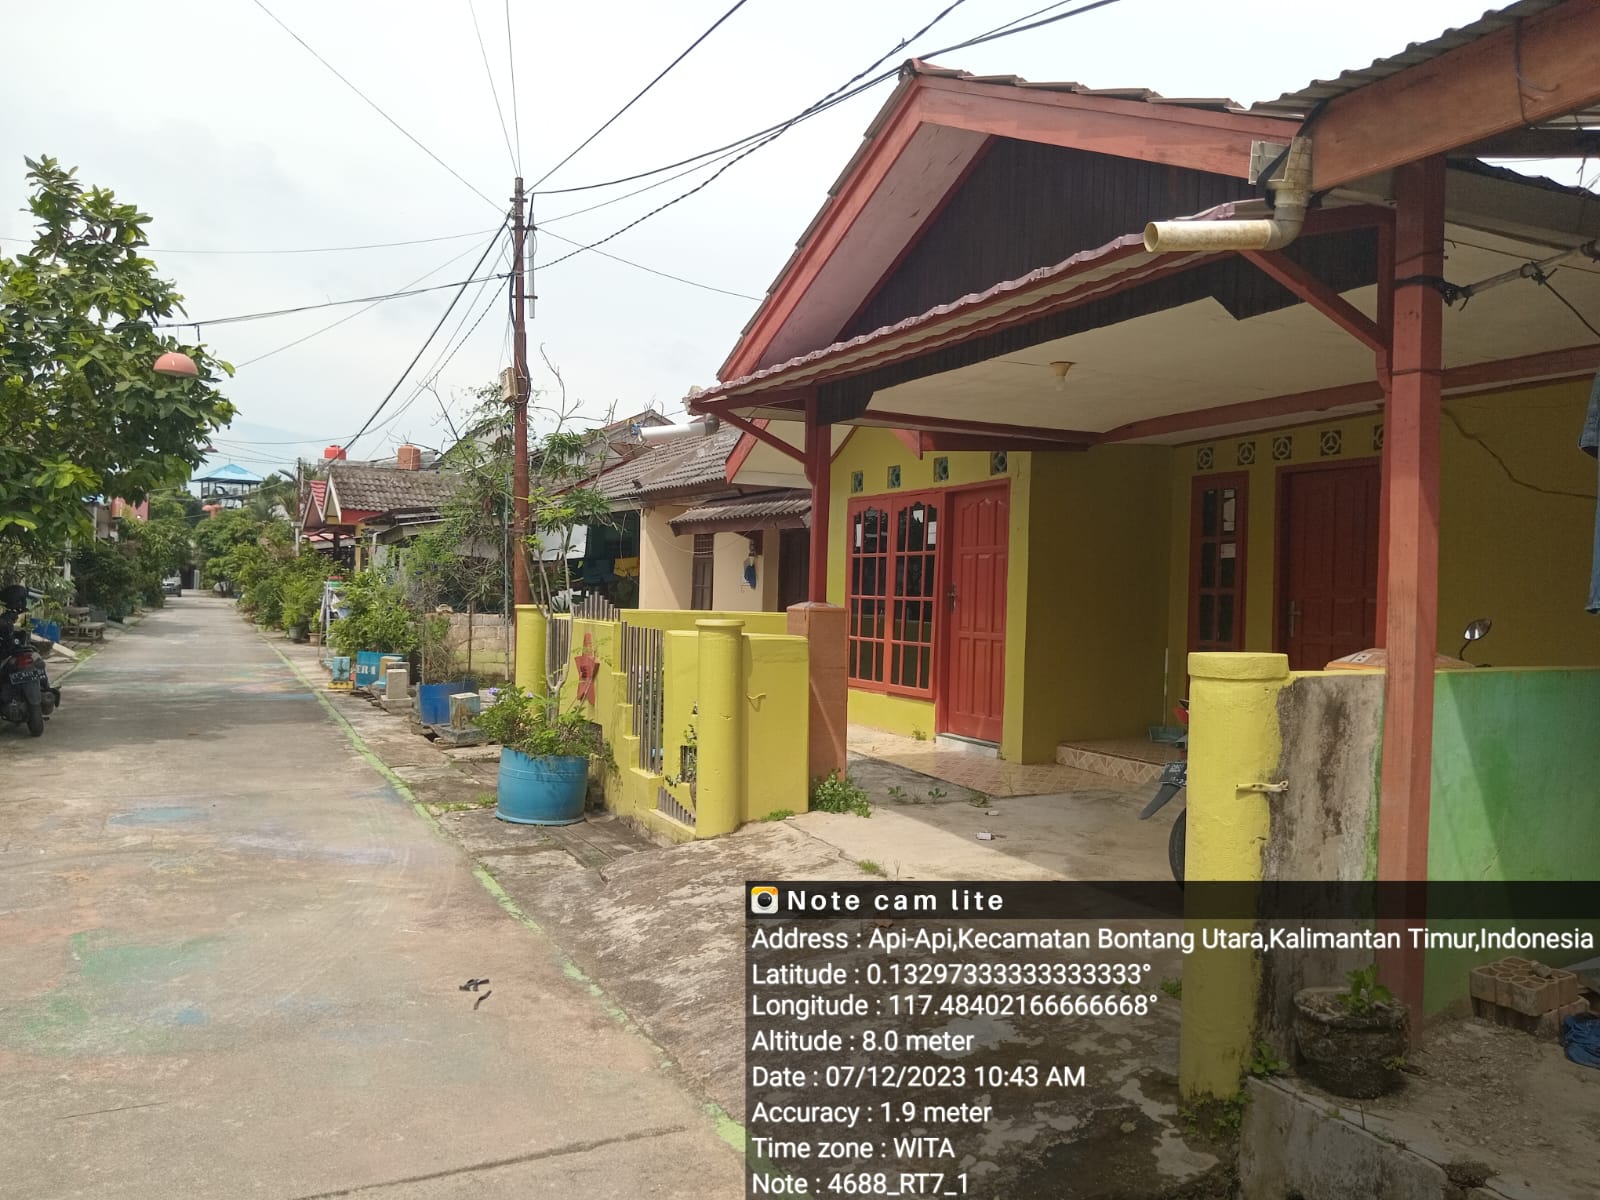 Note cam lite
Address : Api-Api,Kecamatan Bontang Utara,Kalimantan Timur,Indonesia
Latitude : 0.13297333333333333°
Longitude : 117.48402166666668°
Altitude : 8.0 meter
Date : 07/12/2023 10:43 AM
Accuracy : 1.9 meter
Time zone : WITA
Note : 4688_RT7_1